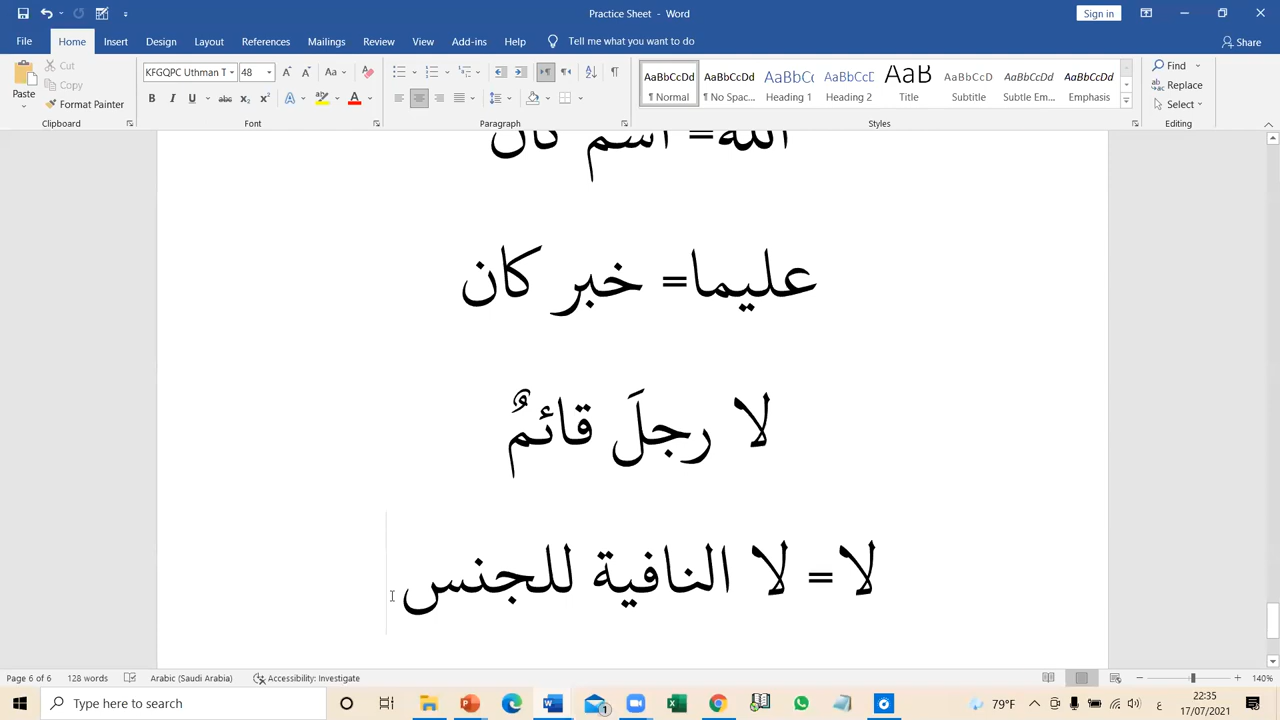 Practice Sheet - Word
Sign in
File Home Insert Design Layout References Mailings Review View Add-ins Help Tell me what you want to do Share
Paste
Cut
Copy
Format Painter
Clipboard
KFGQPC Uthman T 48
Font
Paragraph
AaBbCcDd AaBbCcDd AaBbCcDd AaBbCcDd AaB AaBbCcDd AaBbCcDd AaBbCcDd
¶ Normal ¶ No Spac... Heading 1 Heading 2 Title Subtitle Subtle Em... Emphasis
Styles
Find
Replace
Select
Editing
الله= اسم كان
عليما= خبر كان
لا رجلَ قائمٌ
لا= لا النافية للجنس
Page 6 of 6 128 words Arabic (Saudi Arabia) Accessibility: Investigate 140%
Type here to search
79°F
22:35
17/07/2021